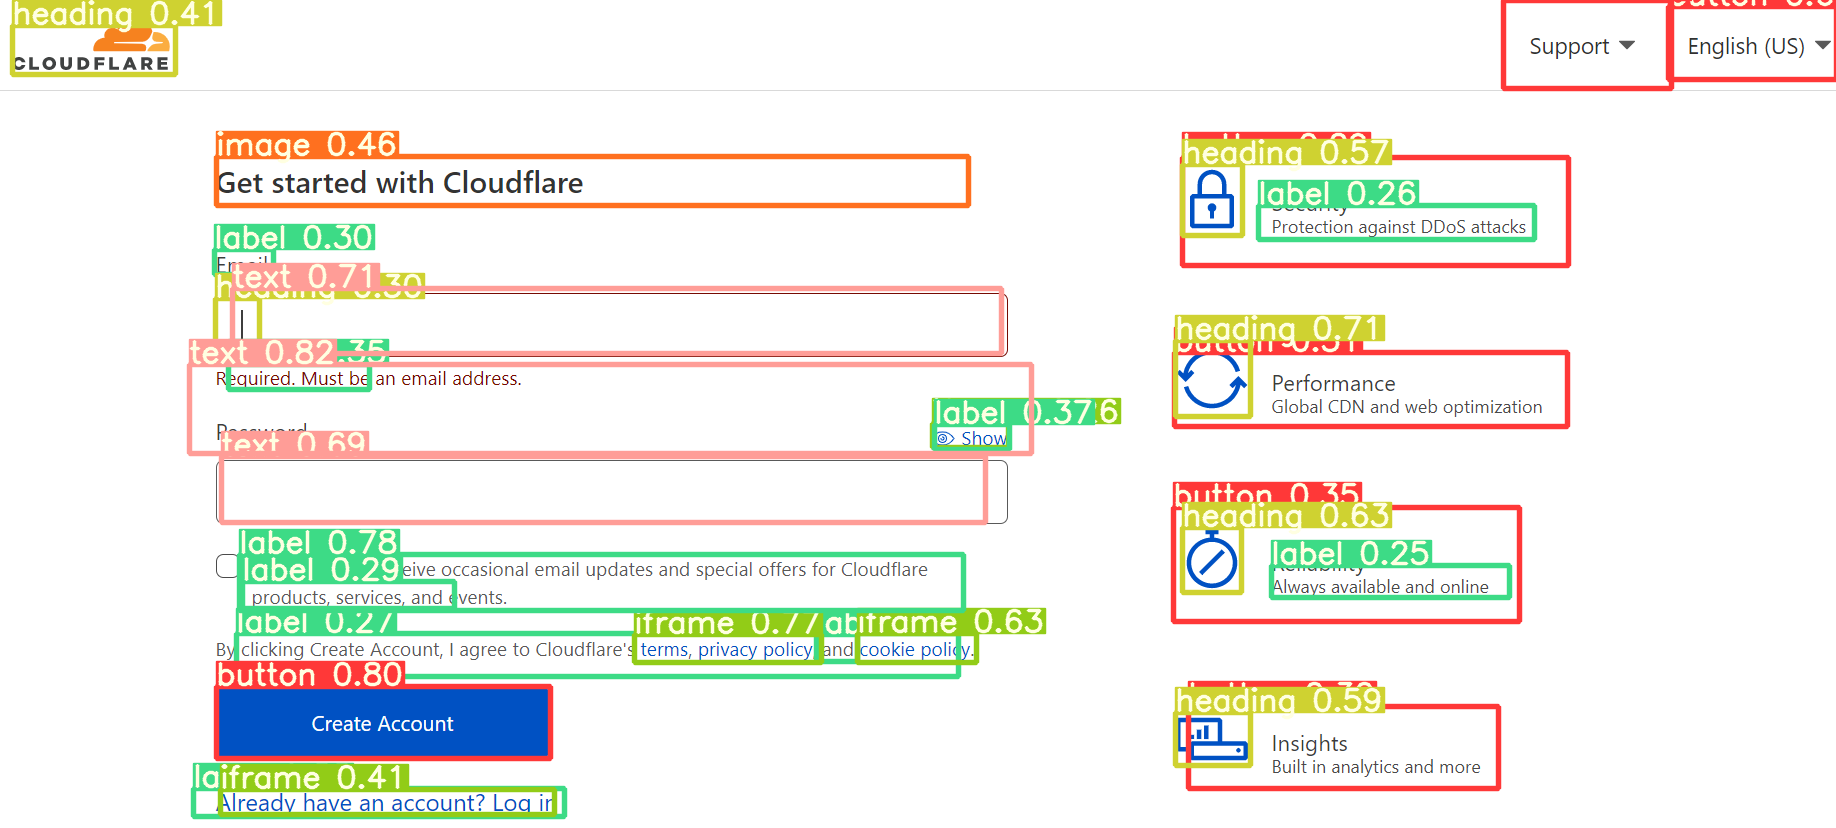 heading 0.41
CLOUDFLARE
Support
English (US)
image 0.46
Get started with Cloudflare
label 0.30
Email
text 0.71
heading 0.30
text 0.82
.35
Required. Must be an email address.
label 0.37
6
Password
Show
text 0.69
label 0.78
label 0.29
eive occasional email updates and special offers for Cloudflare
products, services, and events.
label 0.27
iframe 0.77
iframe 0.63
By clicking Create Account, I agree to Cloudflare's terms, privacy policy, and cookie policy.
button 0.80
Create Account
iframe 0.41
Already have an account? Log in
heading 0.57
label 0.26
Security
Protection against DDoS attacks
heading 0.71
Performance
Global CDN and web optimization
button 0.35
heading 0.63
label 0.25
Reliability
Always available and online
heading 0.59
Insights
Built in analytics and more